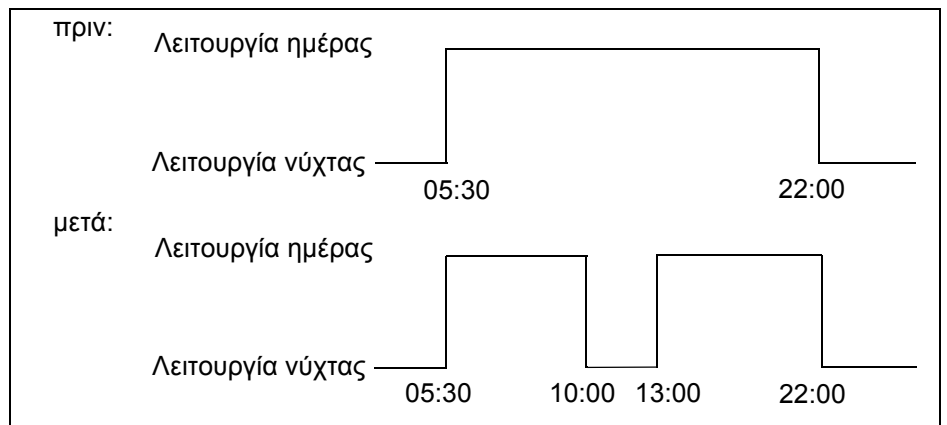 πριν:
Λειτουργία ημέρας
Λειτουργία νύχτας
05:30 22:00
μετά:
Λειτουργία ημέρας
Λειτουργία νύχτας
05:30 10:00 13:00 22:00